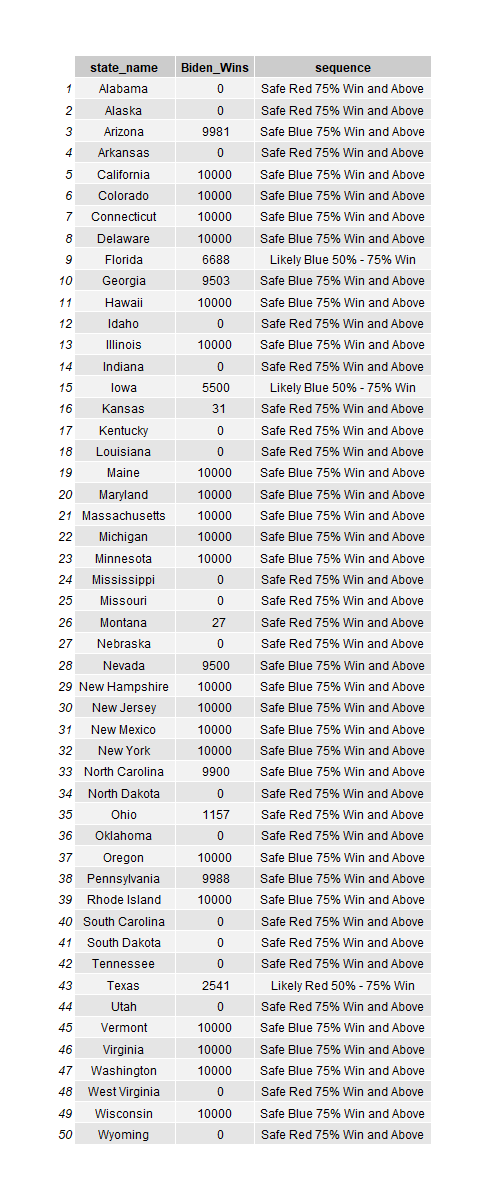 state_name Biden_Wins sequence
1 Alabama 0 Safe Red 75% Win and Above
2 Alaska 0 Safe Red 75% Win and Above
3 Arizona 9981 Safe Blue 75% Win and Above
4 Arkansas 0 Safe Red 75% Win and Above
5 California 10000 Safe Blue 75% Win and Above
6 Colorado 10000 Safe Blue 75% Win and Above
7 Connecticut 10000 Safe Blue 75% Win and Above
8 Delaware 10000 Safe Blue 75% Win and Above
9 Florida 6688 Likely Blue 50% - 75% Win
10 Georgia 9503 Safe Blue 75% Win and Above
11 Hawaii 10000 Safe Blue 75% Win and Above
12 Idaho 0 Safe Red 75% Win and Above
13 Illinois 10000 Safe Blue 75% Win and Above
14 Indiana 0 Safe Red 75% Win and Above
15 Iowa 5500 Likely Blue 50% - 75% Win
16 Kansas 31 Safe Red 75% Win and Above
17 Kentucky 0 Safe Red 75% Win and Above
18 Louisiana 0 Safe Red 75% Win and Above
19 Maine 10000 Safe Blue 75% Win and Above
20 Maryland 10000 Safe Blue 75% Win and Above
21 Massachusetts 10000 Safe Blue 75% Win and Above
22 Michigan 10000 Safe Blue 75% Win and Above
23 Minnesota 10000 Safe Blue 75% Win and Above
24 Mississippi 0 Safe Red 75% Win and Above
25 Missouri 0 Safe Red 75% Win and Above
26 Montana 27 Safe Red 75% Win and Above
27 Nebraska 0 Safe Red 75% Win and Above
28 Nevada 9500 Safe Blue 75% Win and Above
29 New Hampshire 10000 Safe Blue 75% Win and Above
30 New Jersey 10000 Safe Blue 75% Win and Above
31 New Mexico 10000 Safe Blue 75% Win and Above
32 New York 10000 Safe Blue 75% Win and Above
33 North Carolina 9900 Safe Blue 75% Win and Above
34 North Dakota 0 Safe Red 75% Win and Above
35 Ohio 1157 Safe Red 75% Win and Above
36 Oklahoma 0 Safe Red 75% Win and Above
37 Oregon 10000 Safe Blue 75% Win and Above
38 Pennsylvania 9988 Safe Blue 75% Win and Above
39 Rhode Island 10000 Safe Blue 75% Win and Above
40 South Carolina 0 Safe Red 75% Win and Above
41 South Dakota 0 Safe Red 75% Win and Above
42 Tennessee 0 Safe Red 75% Win and Above
43 Texas 2541 Likely Red 50% - 75% Win
44 Utah 0 Safe Red 75% Win and Above
45 Vermont 10000 Safe Blue 75% Win and Above
46 Virginia 10000 Safe Blue 75% Win and Above
47 Washington 10000 Safe Blue 75% Win and Above
48 West Virginia 0 Safe Red 75% Win and Above
49 Wisconsin 10000 Safe Blue 75% Win and Above
50 Wyoming 0 Safe Red 75% Win and Above